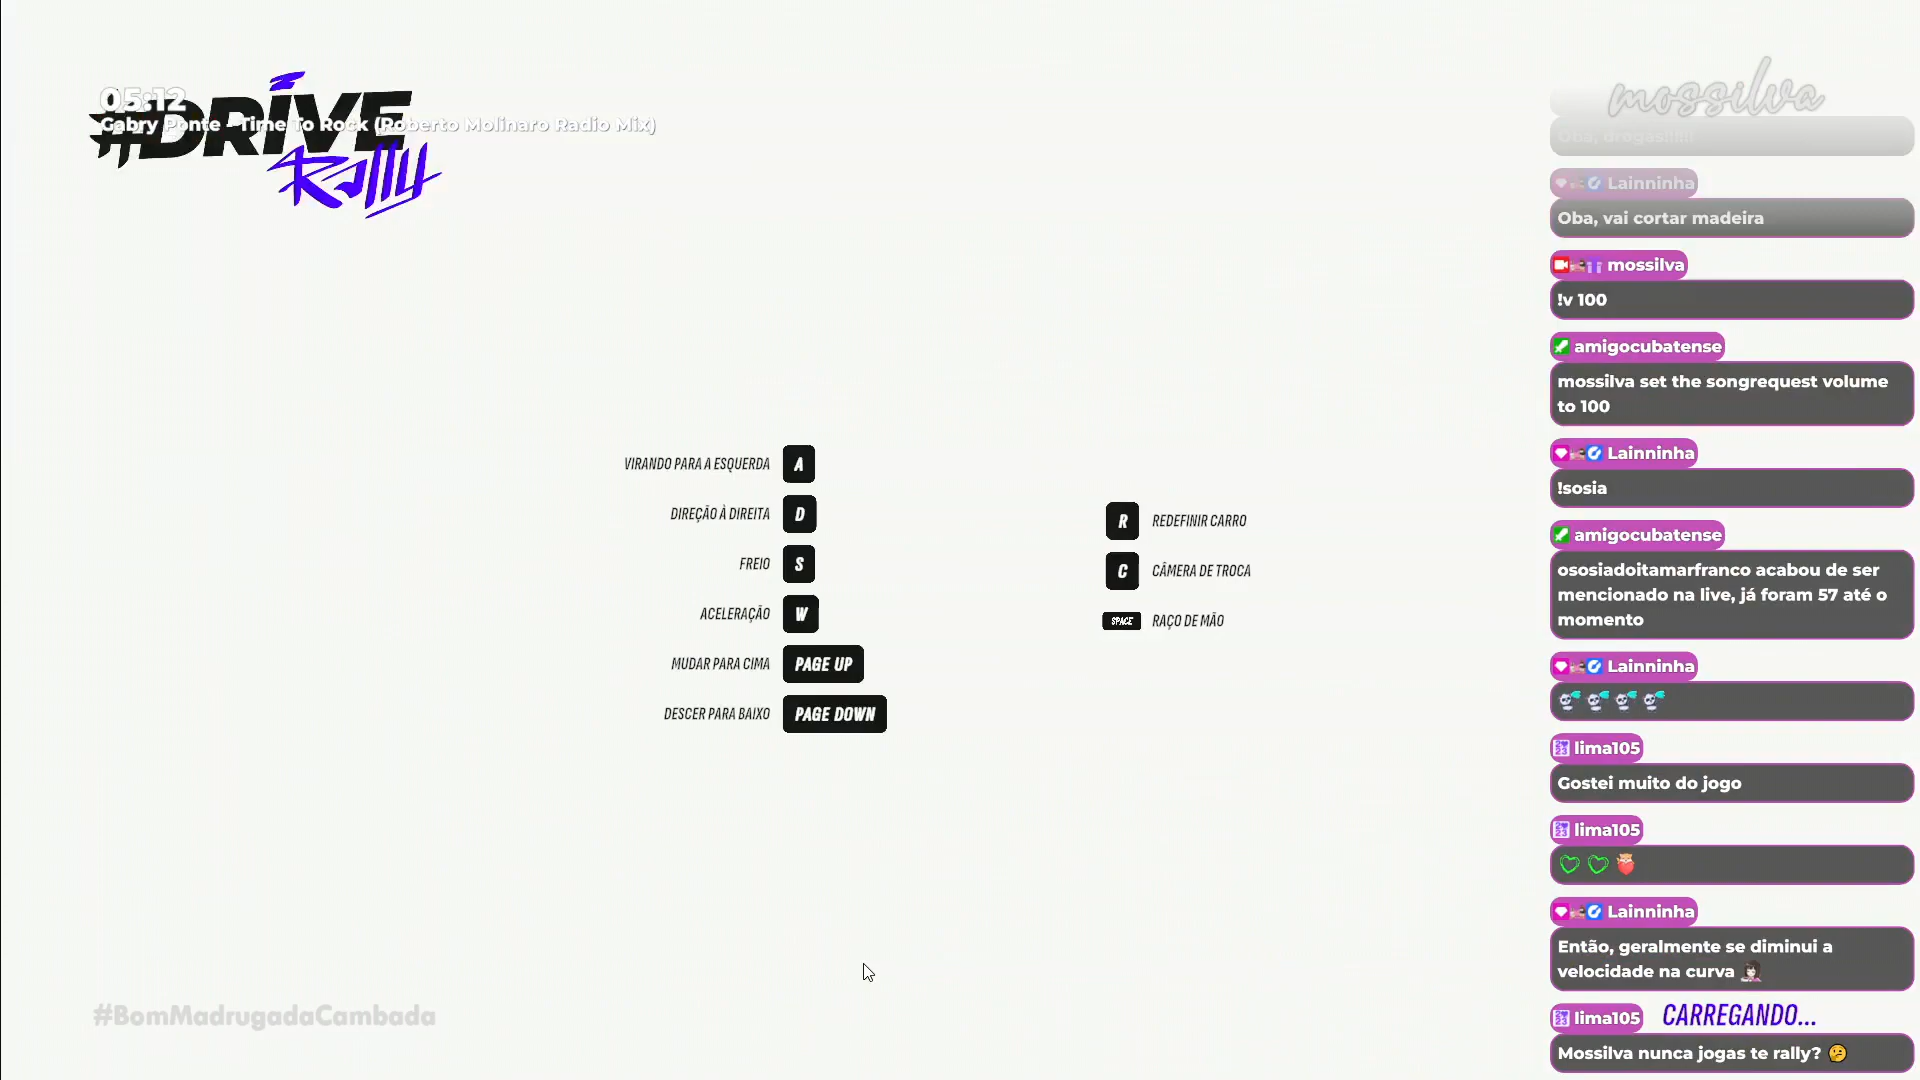 05:12
Gabry Ponte - Time To Rock (Roberto Molinaro Radio Mix)
#DRIVE
Rally
VIRANDO PARA A ESQUERDA A
DIREÇÃO À DIREITA D
FREIO S
ACELERAÇÃO W
MUDAR PARA CIMA PAGE UP
DESCER PARA BAIXO PAGE DOWN
R REDEFINIR CARRO
C CÂMERA DE TROCA
SPACE RAÇO DE MÃO
#BomMadrugadaCambada
mossilva
Oba, drogas!!!!!
Lainninha
Oba, vai cortar madeira
mossilva
!v 100
amigocubatense
mossilva set the songrequest volume
to 100
Lainninha
!sosia
amigocubatense
ososiadoitamarfranco acabou de ser
mencionado na live, já foram 57 até o
momento
Lainninha
lima105
Gostei muito do jogo
lima105
Lainninha
Então, geralmente se diminui a
velocidade na curva
lima105
CARREGANDO...
Mossilva nunca jogas te rally? 🤔